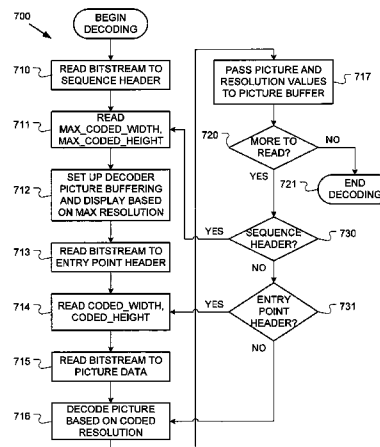 700
BEGIN
DECODING
710
READ BITSTREAM TO
SEQUENCE HEADER
711
READ
MAX_CODED_WIDTH,
MAX_CODED_HEIGHT
712
SET UP DECODER
PICTURE BUFFERING
AND DISPLAY BASED
ON MAX RESOLUTION
713
READ BITSTREAM TO
ENTRY POINT HEADER
714
READ CODED_WIDTH,
CODED_HEIGHT
715
READ BITSTREAM TO
PICTURE DATA
716
DECODE PICTURE
BASED ON CODED
RESOLUTION
PASS PICTURE AND
RESOLUTION VALUES
TO PICTURE BUFFER
717
720
MORE TO
READ?
NO
YES
721
END
DECODING
YES
SEQUENCE
HEADER?
730
NO
YES
ENTRY
POINT
HEADER?
731
NO